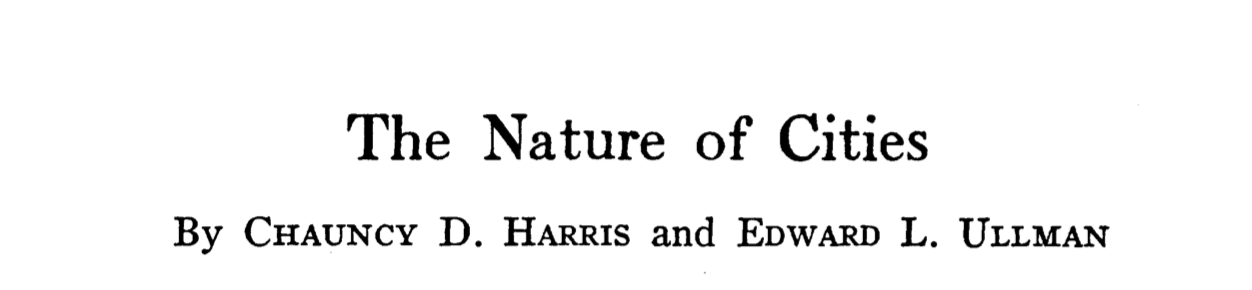 The Nature of Cities
By CHAUNCY D. HARRIS and EDWARD L. ULLMAN